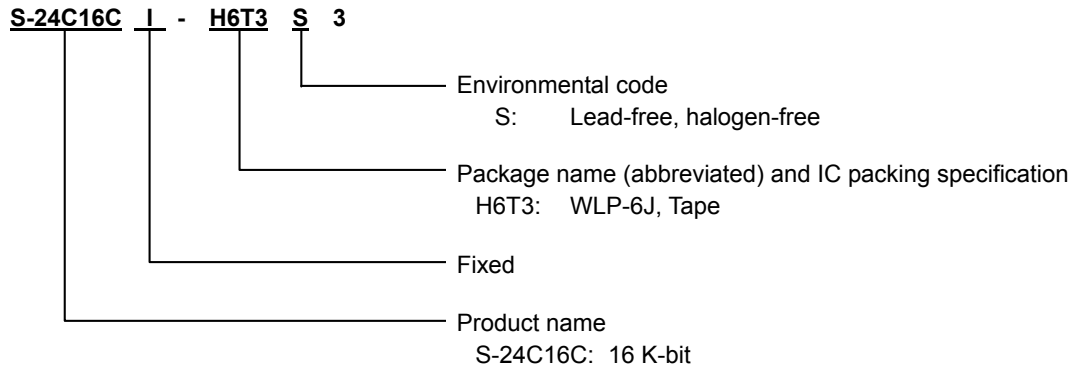 S-24C16C I - H6T3 S 3
Environmental code
S: Lead-free, halogen-free
Package name (abbreviated) and IC packing specification
H6T3: WLP-6J, Tape
Fixed
Product name
S-24C16C: 16 K-bit